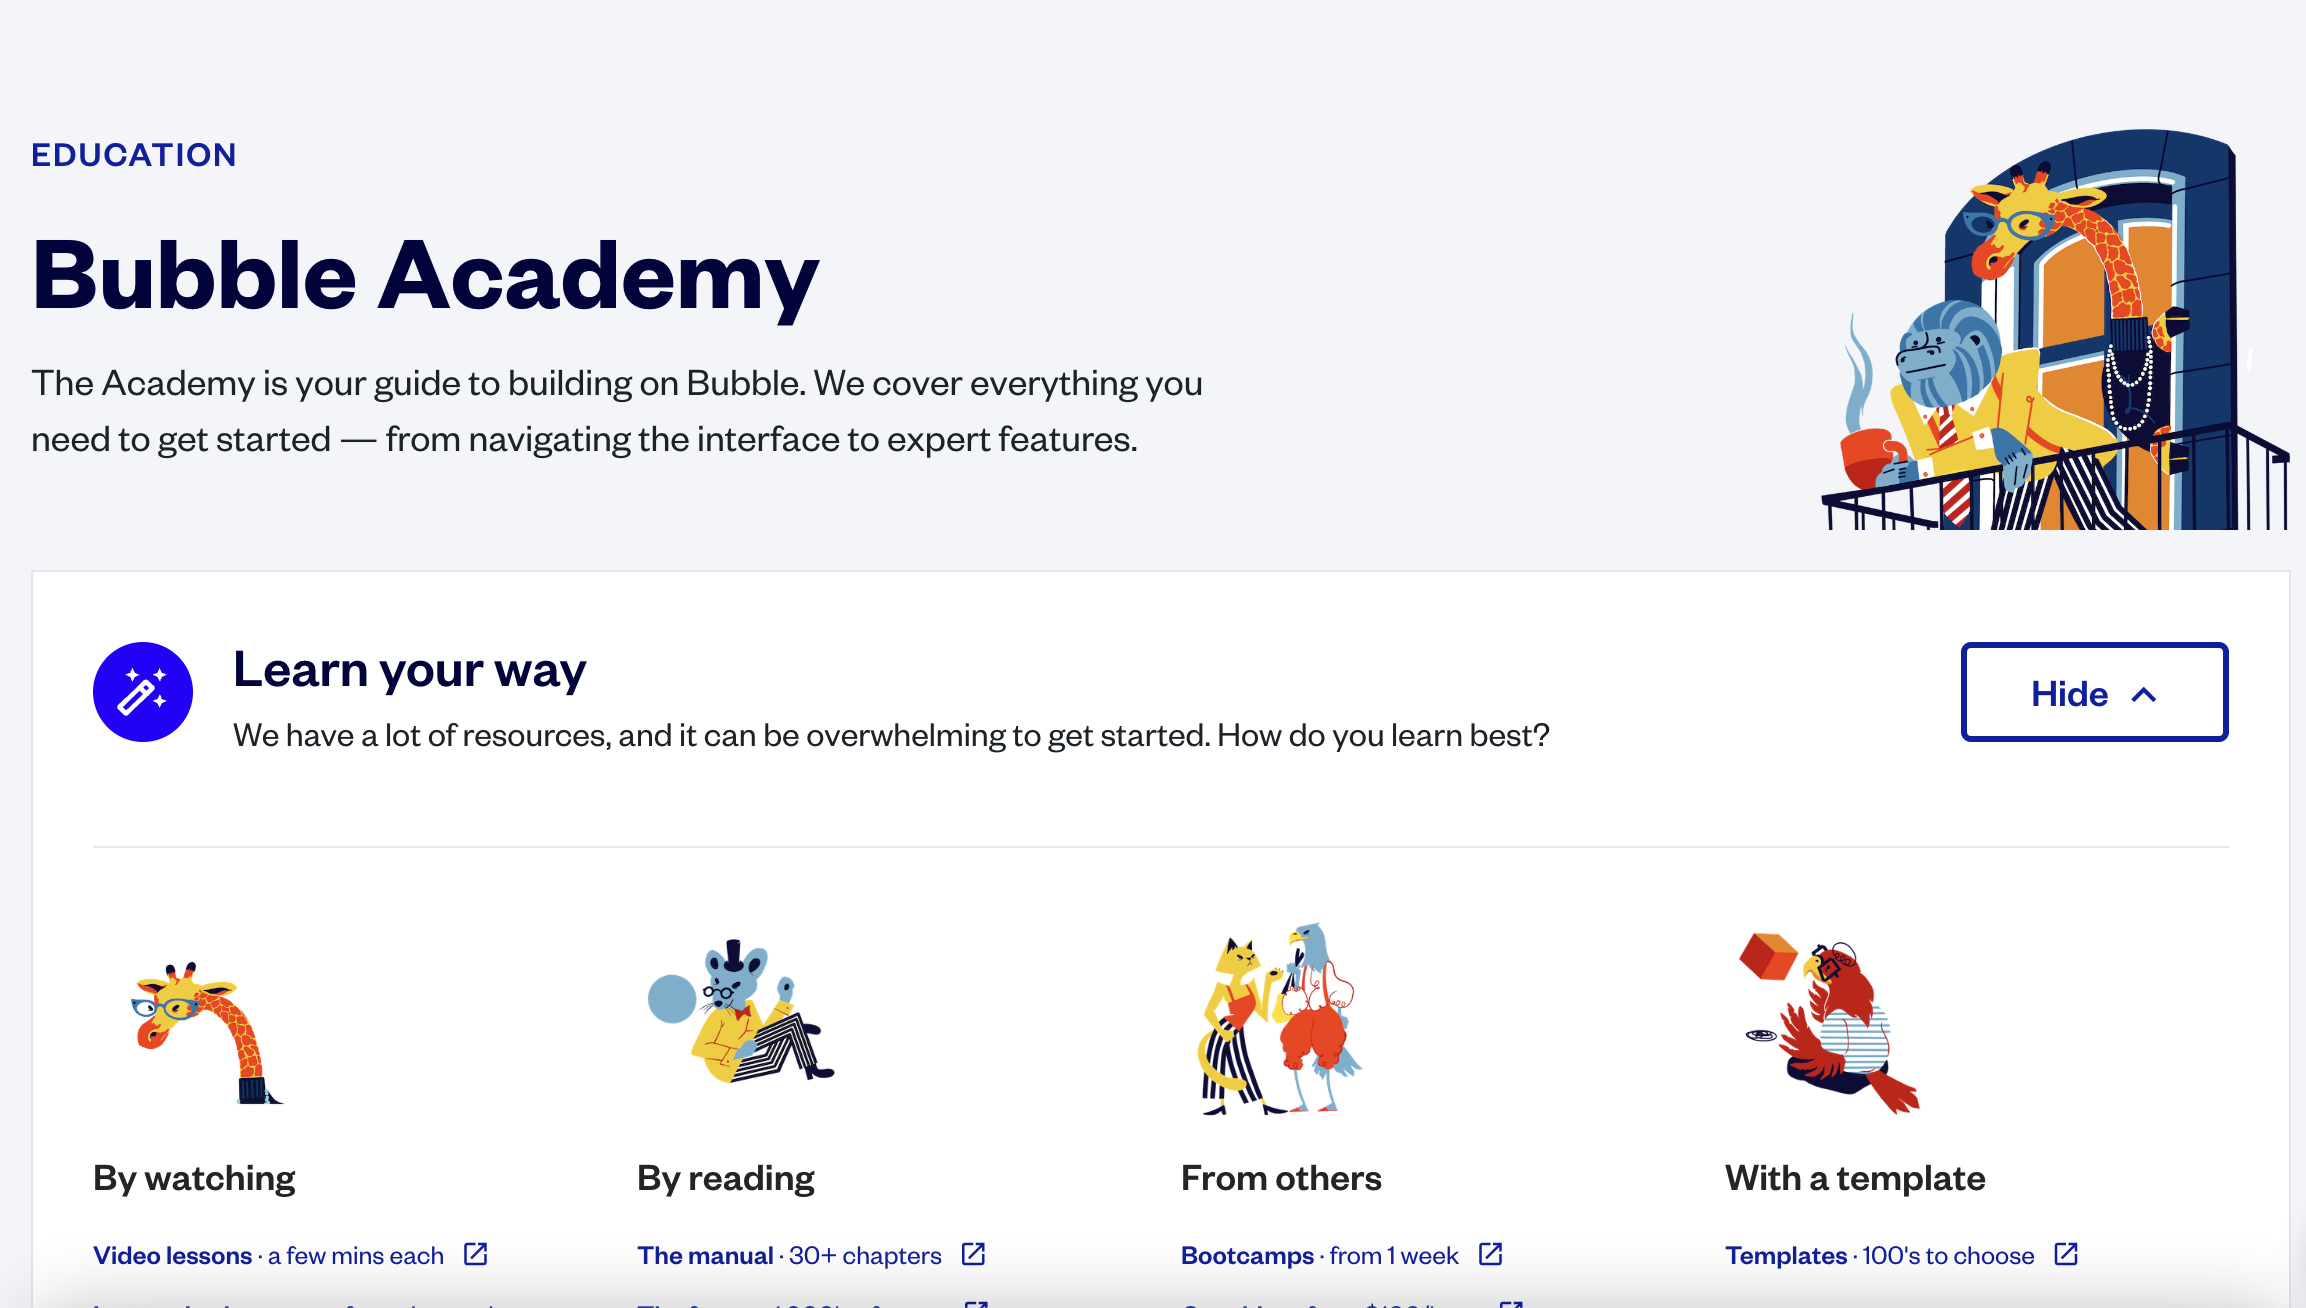 EDUCATION
Bubble Academy
The Academy is your guide to building on Bubble. We cover everything you
need to get started — from navigating the interface to expert features.
Learn your way
We have a lot of resources, and it can be overwhelming to get started. How do you learn best?
Hide
By watching
Video lessons · a few mins each
By reading
The manual · 30+ chapters
From others
Bootcamps · from 1 week
With a template
Templates · 100's to choose